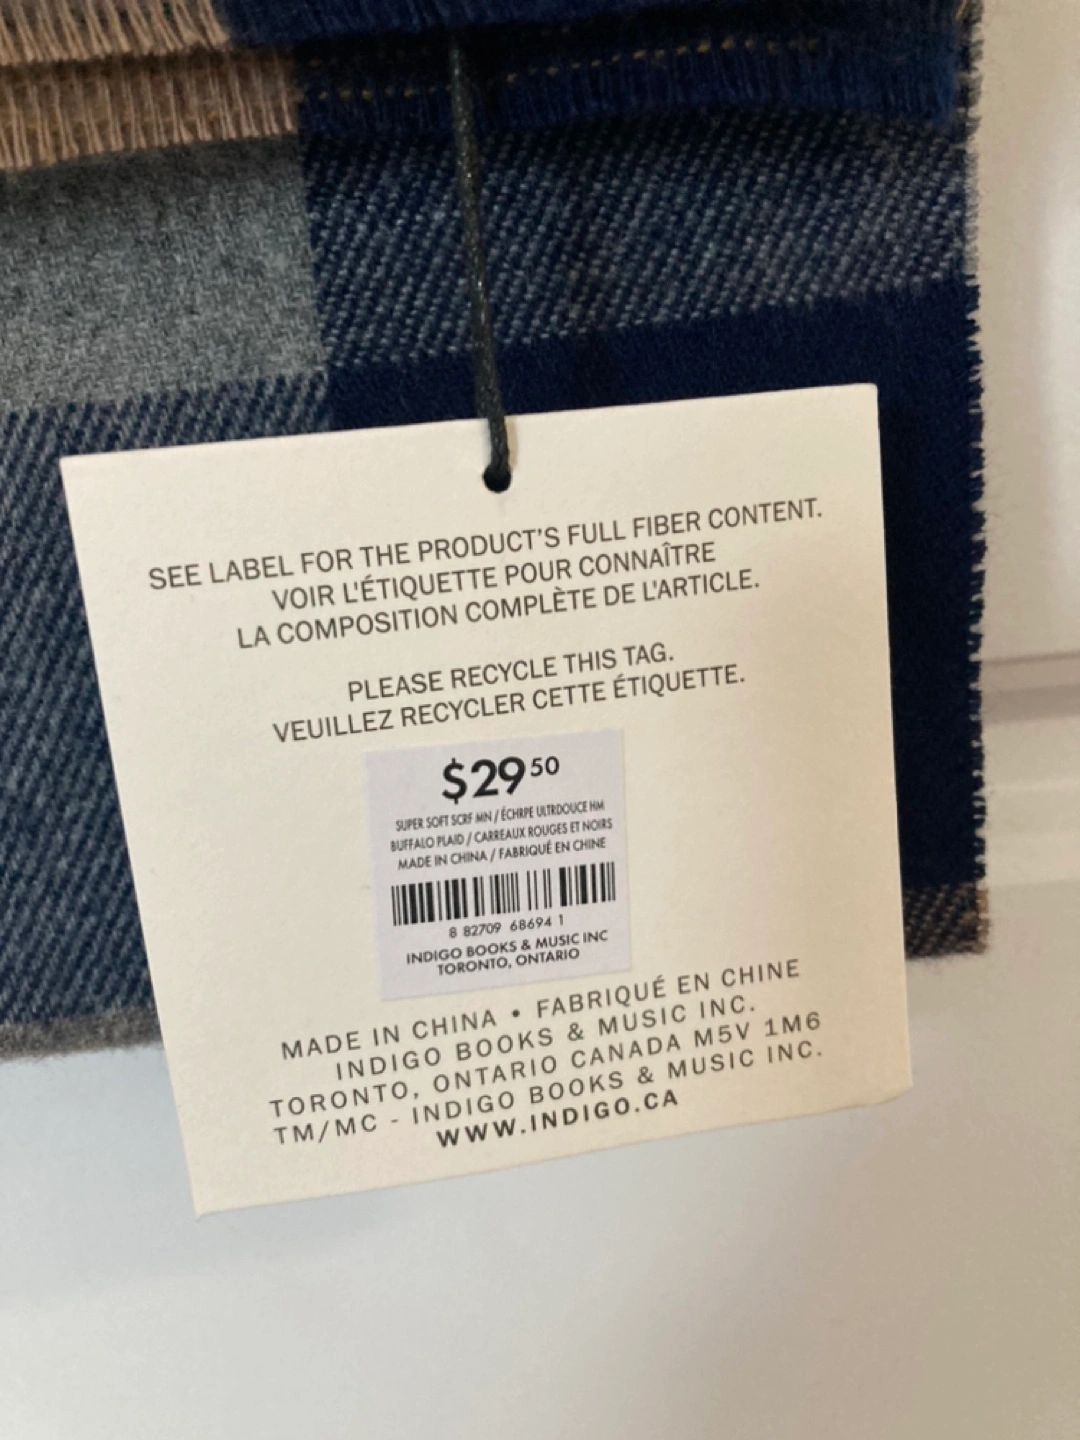 SEE LABEL FOR THE PRODUCT'S FULL FIBER CONTENT.
VOIR L'ÉTIQUETTE POUR CONNAÎTRE
LA COMPOSITION COMPLÈTE DE L'ARTICLE.
PLEASE RECYCLE THIS TAG.
VEUILLEZ RECYCLER CETTE ÉTIQUETTE.
$29 50
SUPER SOFT SCRF MN / ÉCHRPE ULTRDOUCE HM
BUFFALO PLAID / CARREAUX ROUGES ET NOIRS
MADE IN CHINA / FABRIQUÉ EN CHINE
8 82709 68694 1
INDIGO BOOKS & MUSIC INC
TORONTO, ONTARIO
MADE IN CHINA • FABRIQUÉ EN CHINE
INDIGO BOOKS & MUSIC INC.
TORONTO, ONTARIO CANADA M5V 1M6
TM/MC - INDIGO BOOKS & MUSIC INC.
WWW.INDIGO.CA